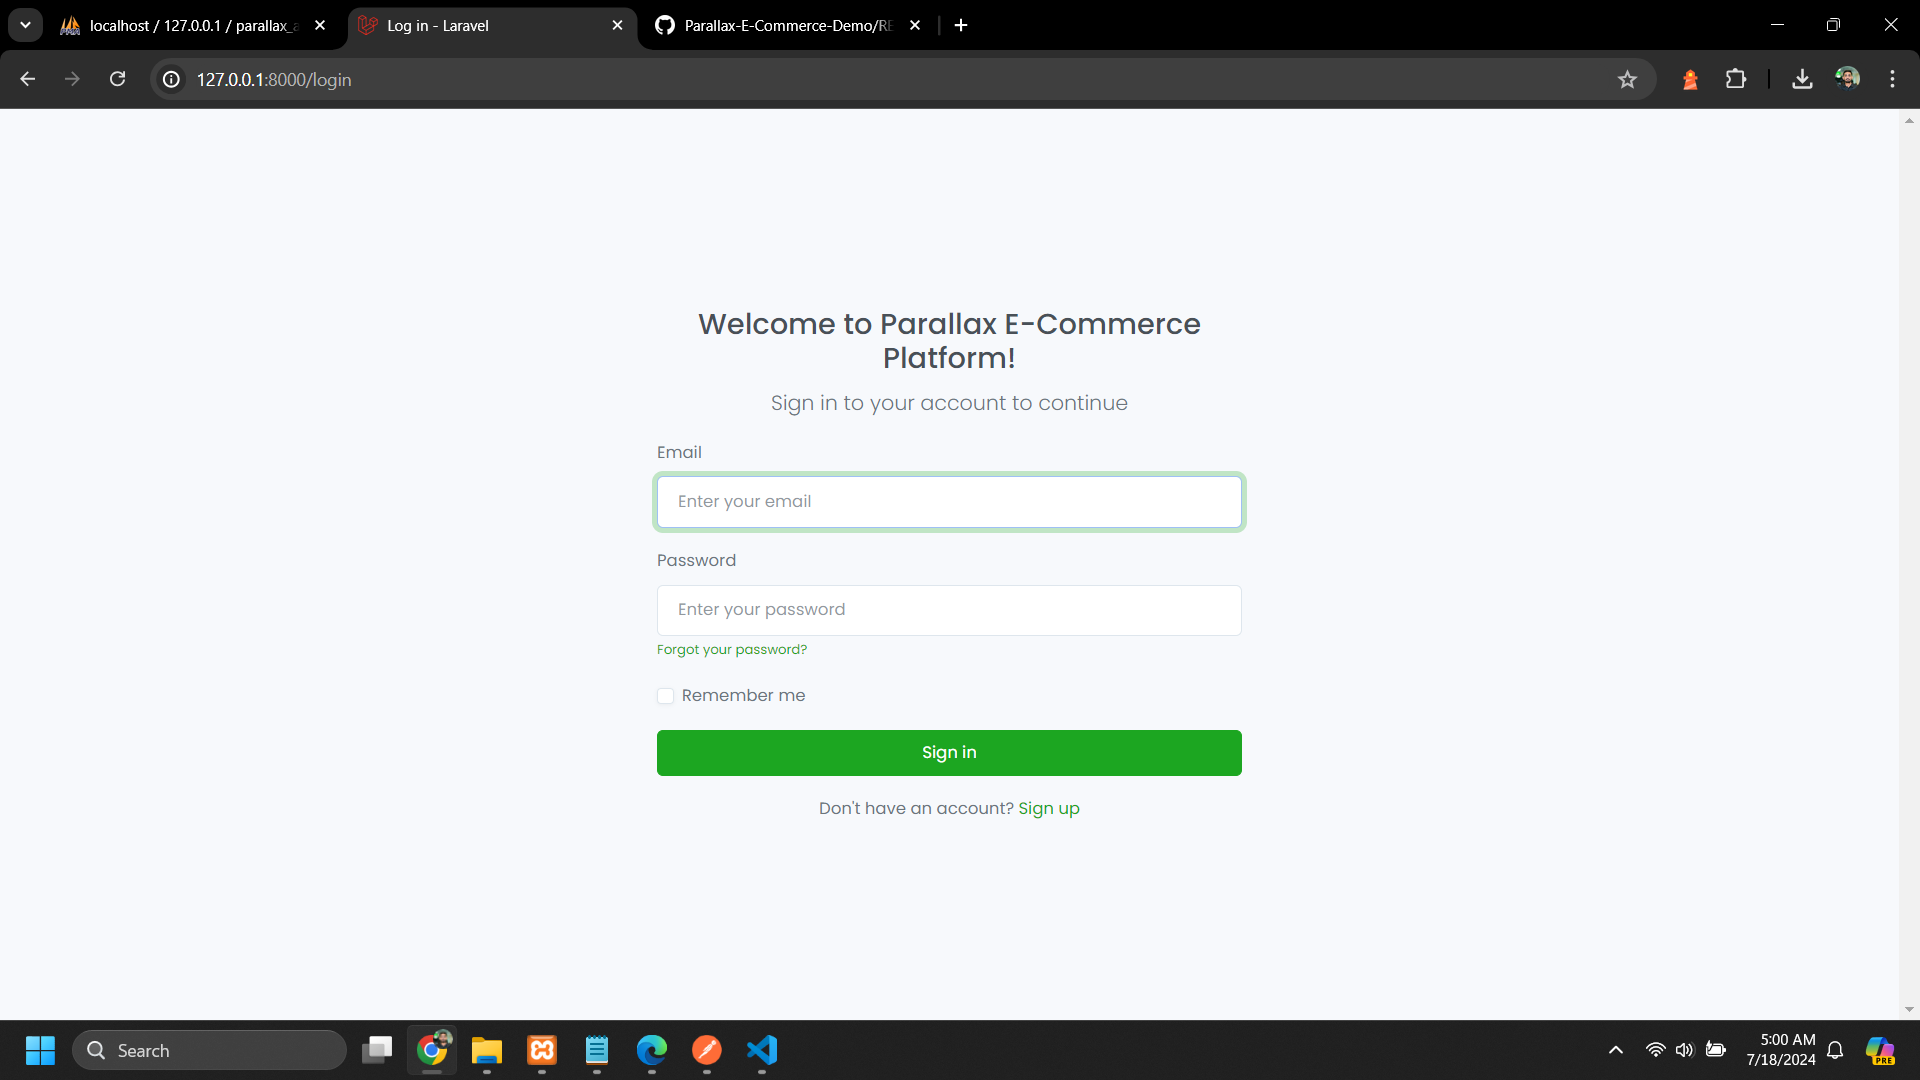 localhost / 127.0.0.1 / parallax_a
Log in - Laravel
Parallax-E-Commerce-Demo/RE
127.0.0.1:8000/login
Welcome to Parallax E-Commerce
Platform!
Sign in to your account to continue
Email
Enter your email
Password
Enter your password
Forgot your password?
Remember me
Sign in
Don't have an account? Sign up
Search
5:00 AM
7/18/2024
PRE